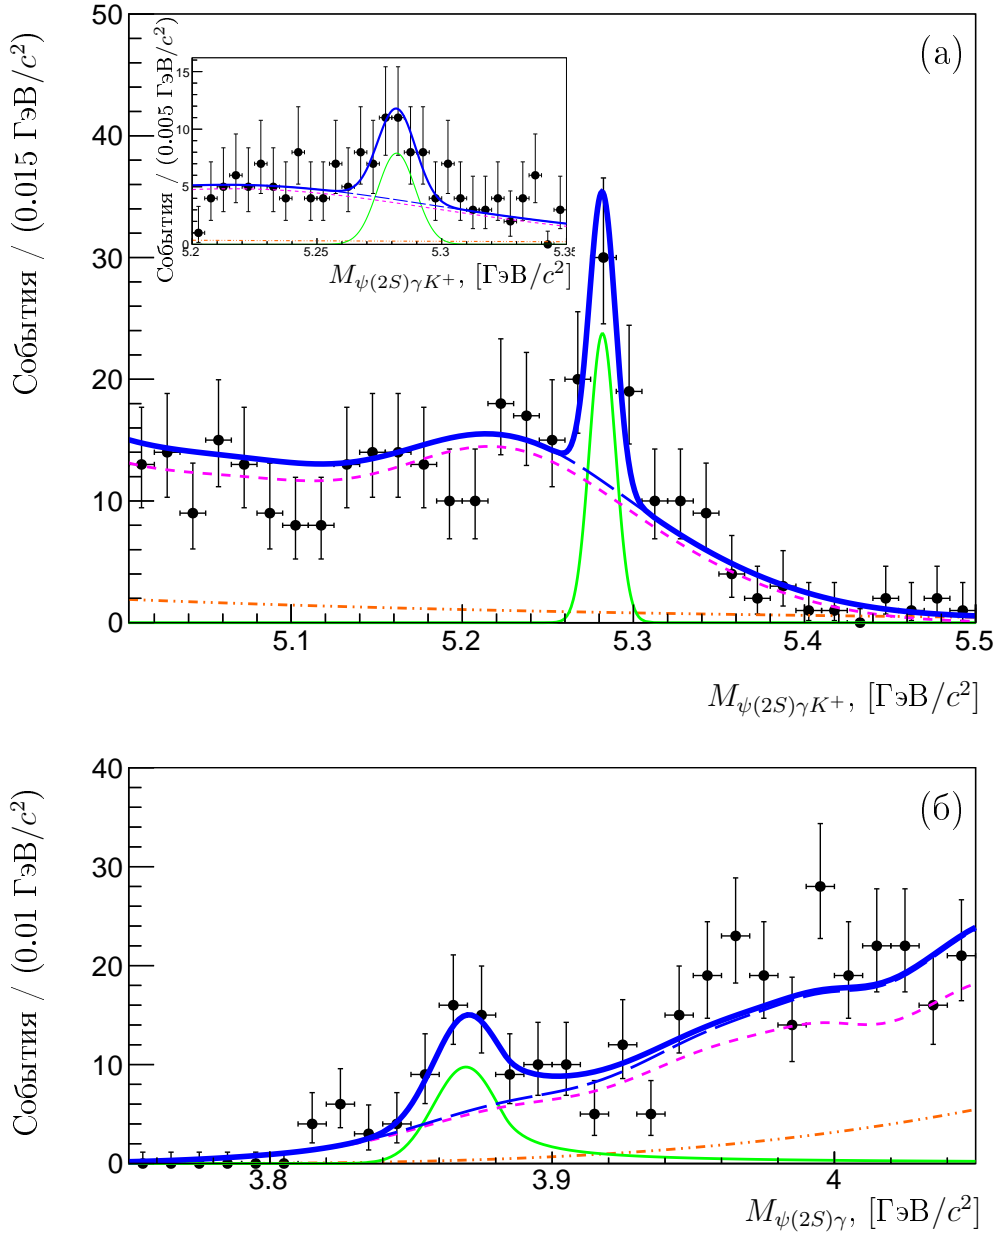 50
40
30
20
10
0
События / (0.015 ГэВ/c²)
(а)
15
10
5
0
События / (0.005 ГэВ/c²)
5.2 5.25 5.3 5.35
M_ψ(2S)γK⁺, [ГэВ/c²]
5.1 5.2 5.3 5.4 5.5
M_ψ(2S)γK⁺, [ГэВ/c²]
40
30
20
10
0
События / (0.01 ГэВ/c²)
(б)
3.8 3.9 4
M_ψ(2S)γ, [ГэВ/c²]